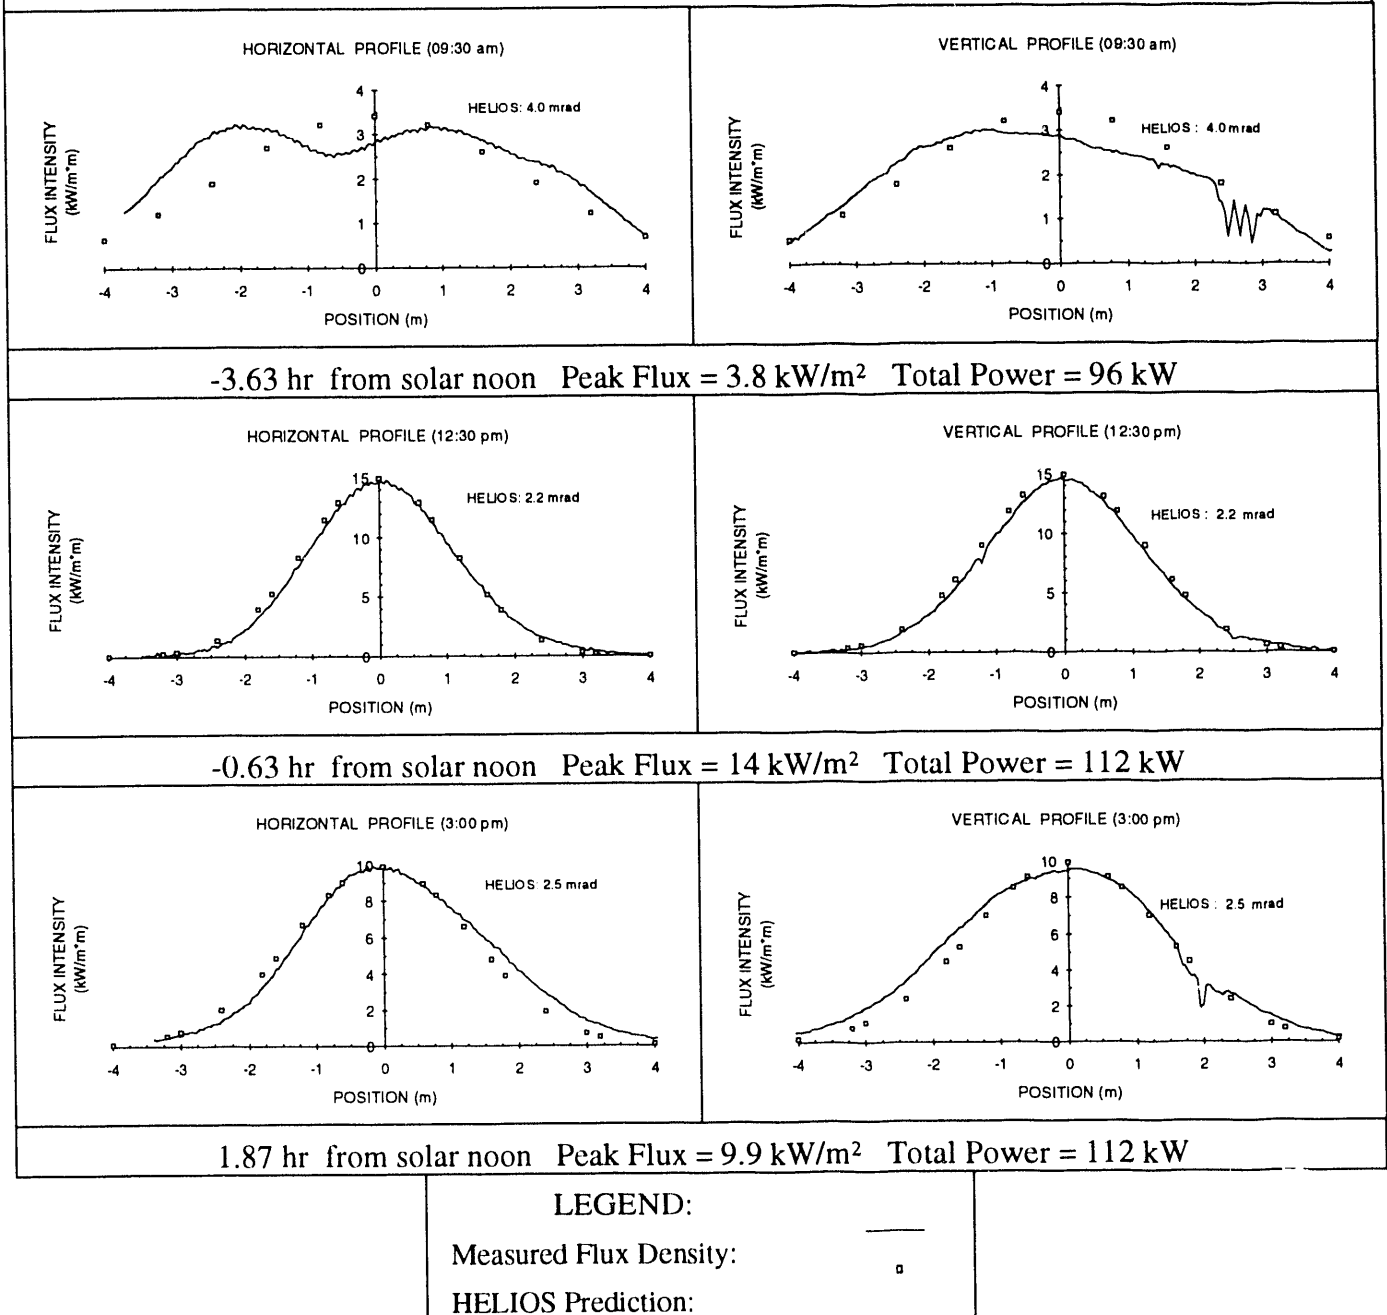 HORIZONTAL PROFILE (09:30 am)
HELIOS: 4.0 mrad
FLUX INTENSITY
(kW/m*m)
4
3
2
1
0
-4 -3 -2 -1 0 1 2 3 4
POSITION (m)
VERTICAL PROFILE (09:30 am)
HELIOS : 4.0 mrad
FLUX INTENSITY
(kW/m*m)
4
3
2
1
0
-4 -3 -2 -1 0 1 2 3 4
POSITION (m)
-3.63 hr from solar noon Peak Flux = 3.8 kW/m² Total Power = 96 kW
HORIZONTAL PROFILE (12:30 pm)
HELIOS: 2.2 mrad
FLUX INTENSITY
(kW/m*m)
15
10
5
0
-4 -3 -2 -1 0 1 2 3 4
POSITION (m)
VERTICAL PROFILE (12:30 pm)
HELIOS : 2.2 mrad
FLUX INTENSITY
(kW/m*m)
15
10
5
0
-4 -3 -2 -1 0 1 2 3 4
POSITION (m)
-0.63 hr from solar noon Peak Flux = 14 kW/m² Total Power = 112 kW
HORIZONTAL PROFILE (3:00 pm)
HELIOS: 2.5 mrad
FLUX INTENSITY
(kW/m*m)
10
8
6
4
2
0
-4 -3 -2 -1 0 1 2 3 4
POSITION (m)
VERTICAL PROFILE (3:00 pm)
HELIOS : 2.5 mrad
FLUX INTENSITY
(kW/m*m)
10
8
6
4
2
0
-4 -3 -2 -1 0 1 2 3 4
POSITION (m)
1.87 hr from solar noon Peak Flux = 9.9 kW/m² Total Power = 112 kW
LEGEND:
Measured Flux Density:
HELIOS Prediction: